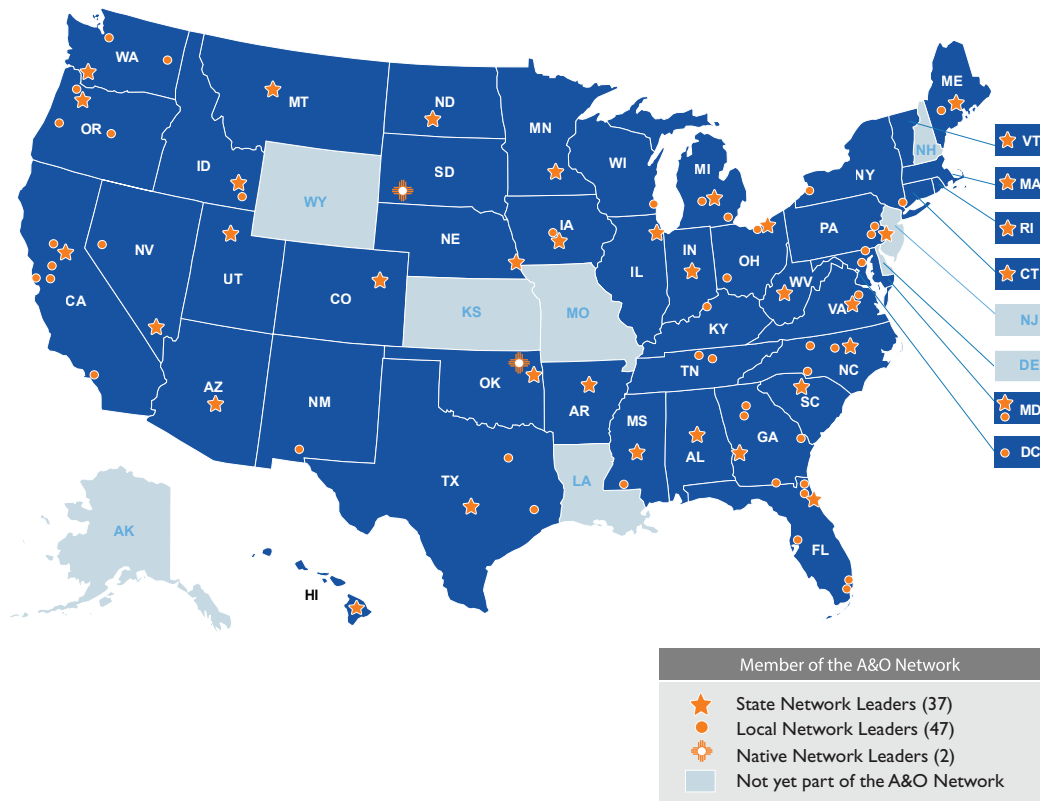 WA
MT
ND
MN
ME
OR
VT
ID
SD
WI
MI
NH
WY
NY
MA
IA
RI
NE
PA
NV
IN
OH
CT
UT
IL
WV
CA
CO
KS
MO
VA
NJ
KY
DE
AZ
NM
OK
TN
NC
AR
SC
MD
MS
GA
AL
DC
TX
LA
AK
FL
HI
Member of the A&O Network
State Network Leaders (37)
Local Network Leaders (47)
Native Network Leaders (2)
Not yet part of the A&O Network